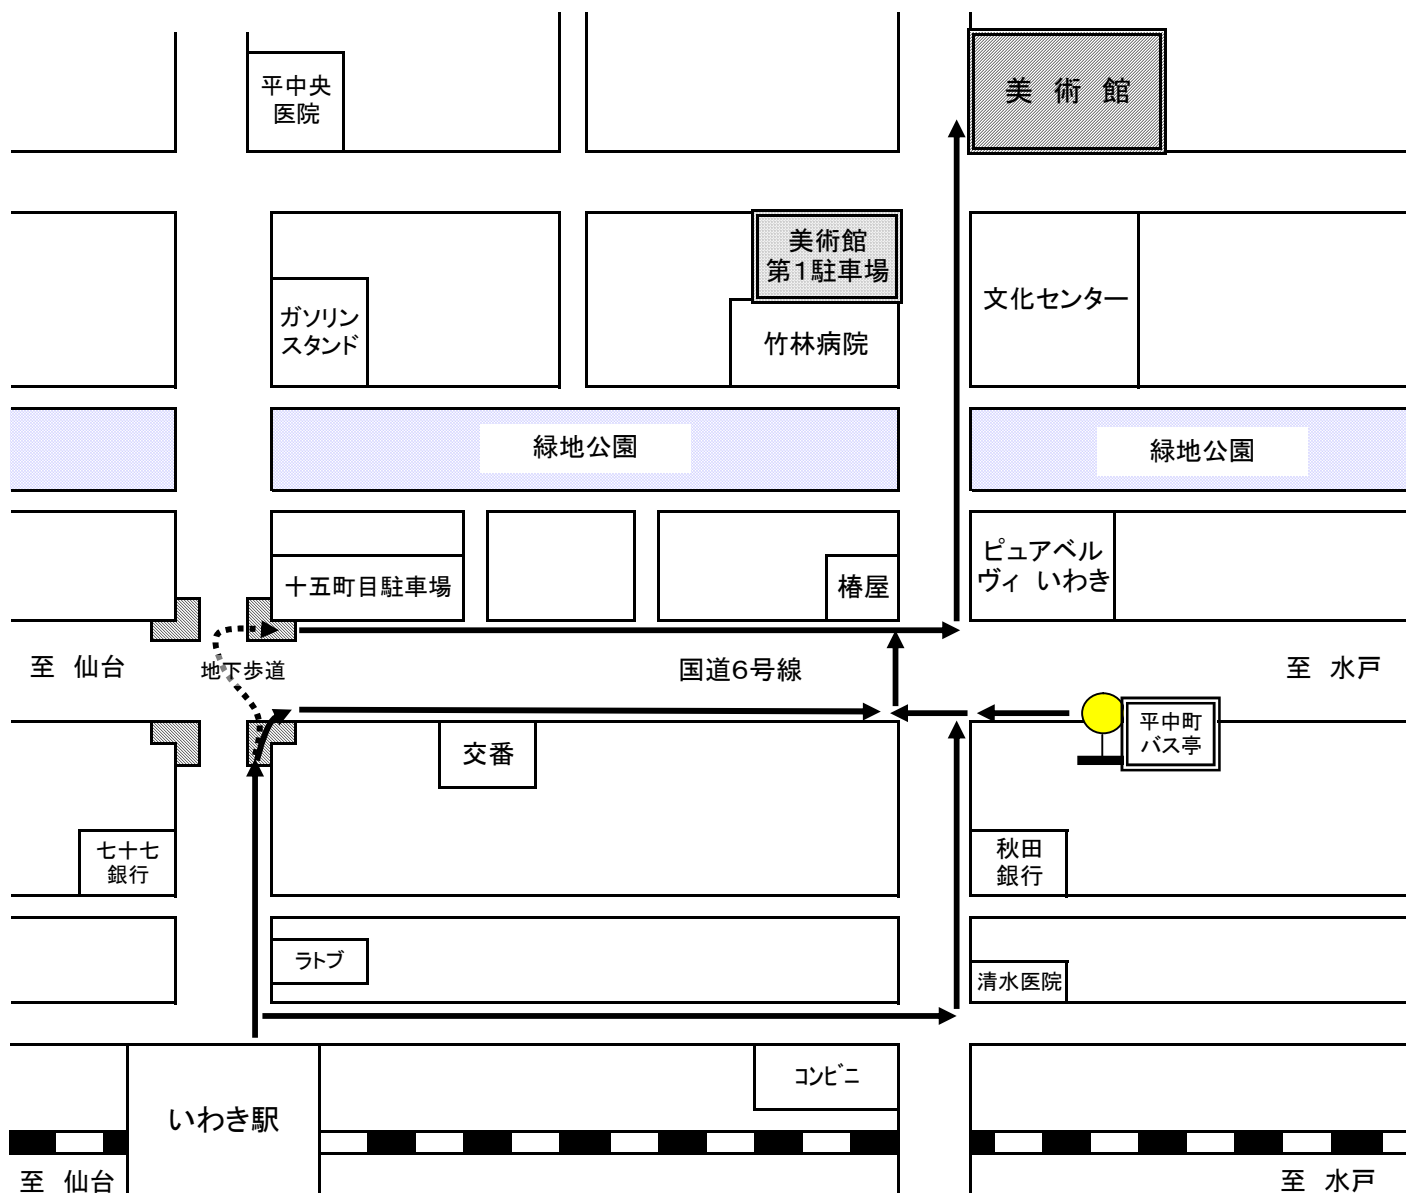 平中央
医院
美 術 館
美術館
第1駐車場
ガソリン
スタンド
竹林病院
文化センター
緑地公園
緑地公園
十五町目駐車場
椿屋
ピュアベル
ヴィ いわき
至 仙台
地下歩道
国道6号線
至 水戸
交番
平中町
バス亭
七十七
銀行
秋田
銀行
ラトブ
清水医院
コンビニ
いわき駅
至 仙台
至 水戸